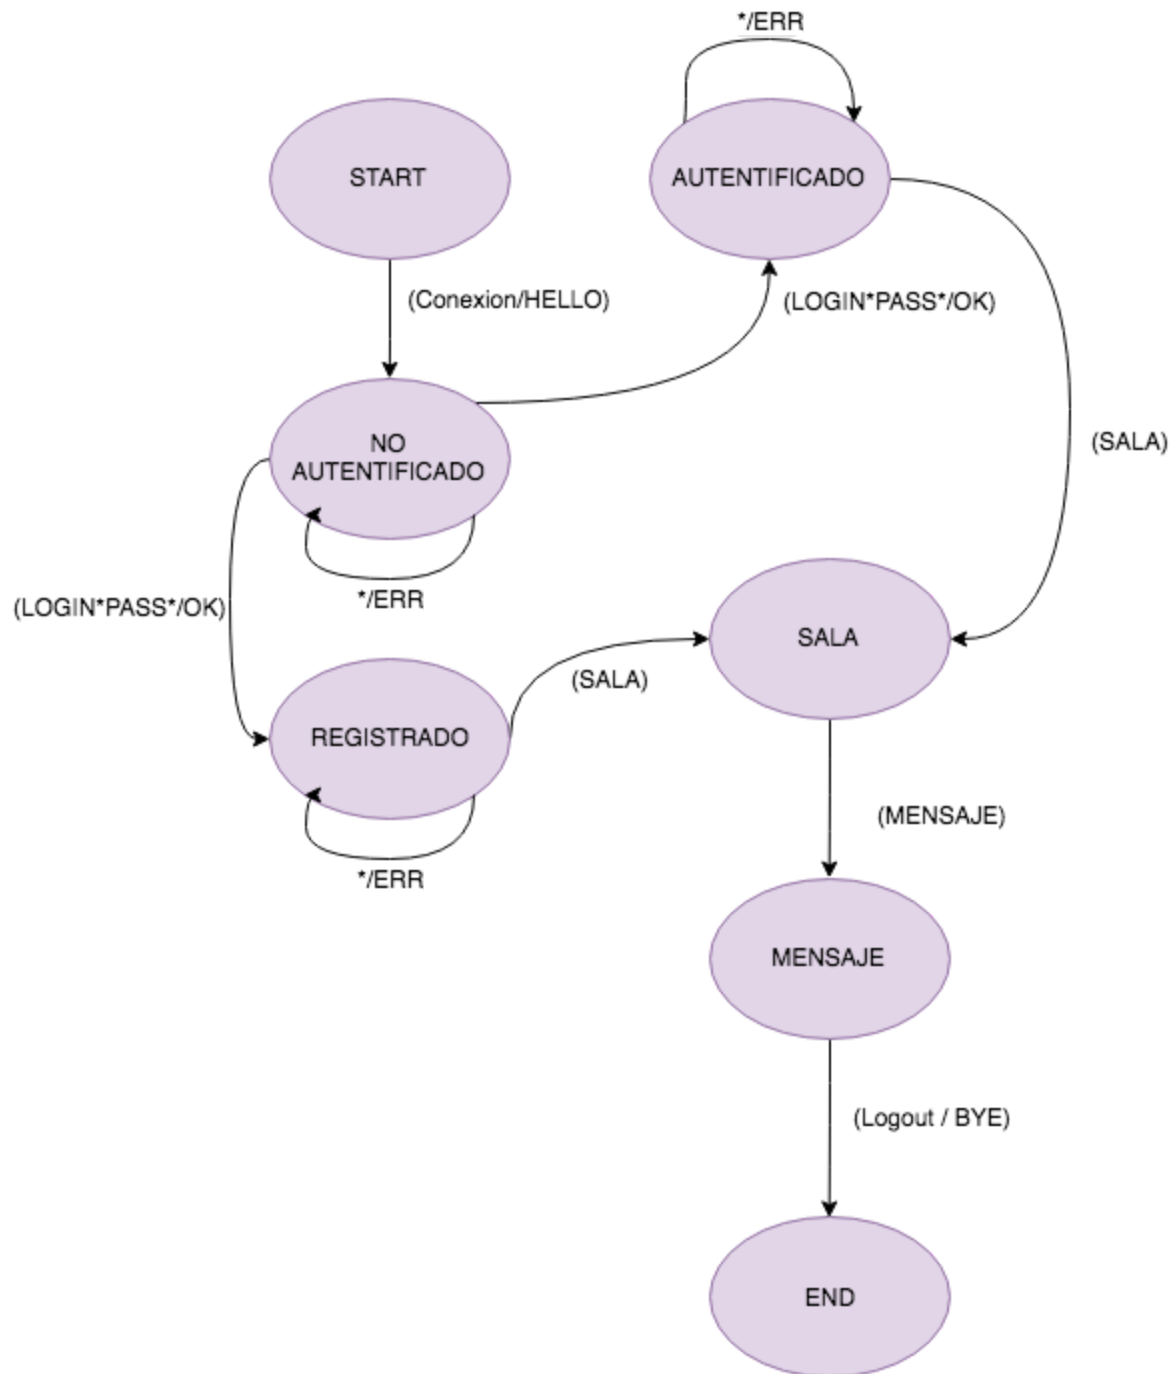 */ERR
START
AUTENTIFICADO
(Conexion/HELLO)
(LOGIN*PASS*/OK)
NO
AUTENTIFICADO
(SALA)
*/ERR
(LOGIN*PASS*/OK)
SALA
(SALA)
REGISTRADO
(MENSAJE)
*/ERR
MENSAJE
(Logout / BYE)
END